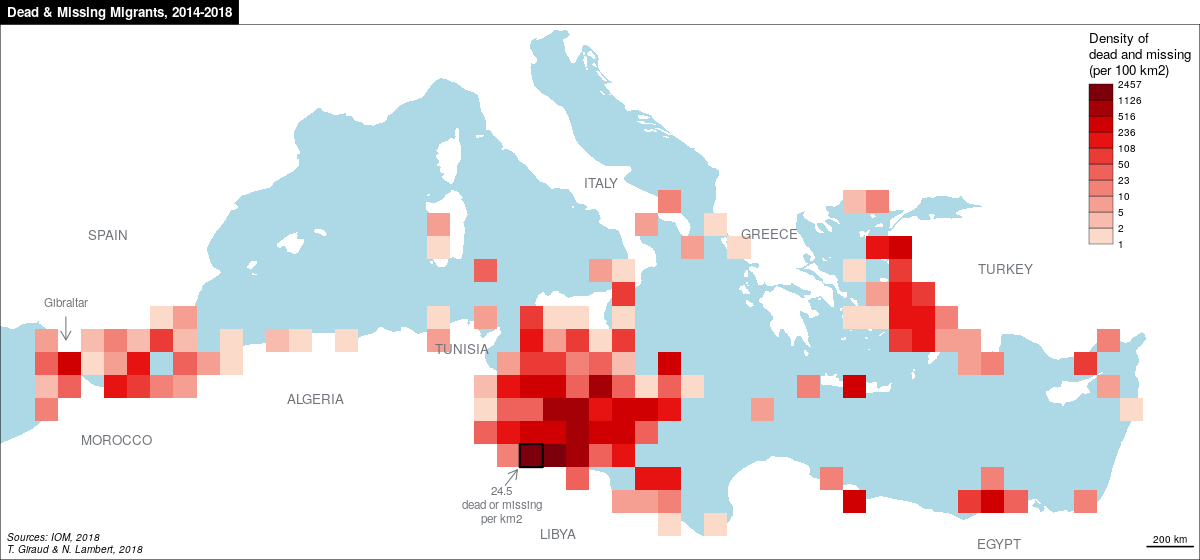 Dead & Missing Migrants, 2014-2018
Density of
dead and missing
(per 100 km2)
2457
1126
516
236
108
50
23
10
5
2
1
ITALY
SPAIN
GREECE
TURKEY
Gibraltar
TUNISIA
ALGERIA
MOROCCO
24.5
dead or missing
per km2
LIBYA
EGYPT
Sources: IOM, 2018
T. Giraud & N. Lambert, 2018
200 km